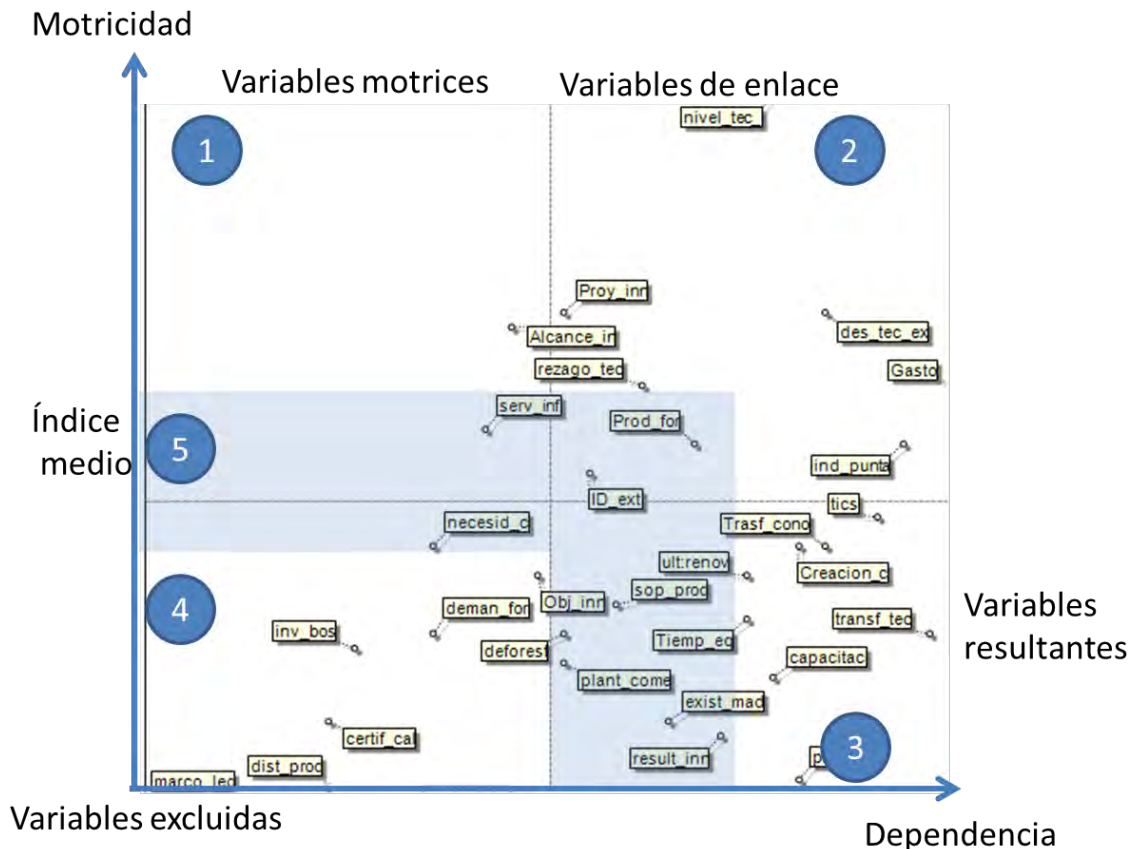 Motricidad
Variables motrices
Variables de enlace
nivel_tec_
1
2
Proy_inn
Alcance_in
des_tec_ex
rezago_tec
Gasto
serv_inf
Prod_for
Índice
medio
5
ind_punta
ID_ext
tics
necesid_c
Trasf_cono
ult:renov
Creacion_c
4
Obj_inn
sop_prod
deman_for
transf_tec
Variables
resultantes
inv_bos
deforest
Tiemp_eq
capacitac
plant_come
exist_mad
certif_cal
3
result_inn
dist_prod
marco_leg
Variables excluidas
Dependencia